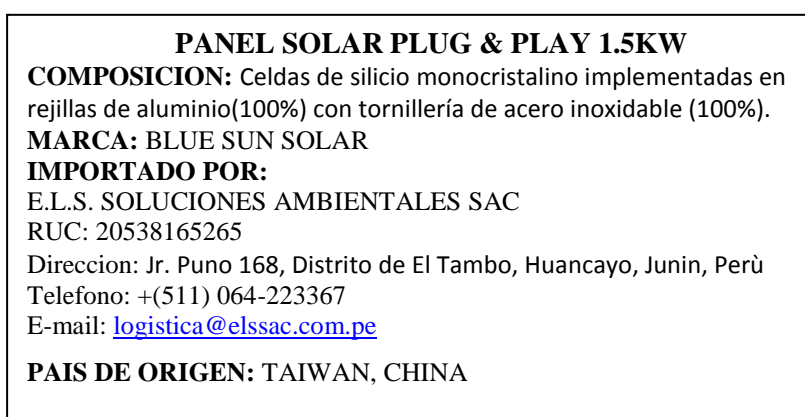 PANEL SOLAR PLUG & PLAY 1.5KW
COMPOSICION: Celdas de silicio monocristalino implementadas en
rejillas de aluminio(100%) con tornillería de acero inoxidable (100%).
MARCA: BLUE SUN SOLAR
IMPORTADO POR:
E.L.S. SOLUCIONES AMBIENTALES SAC
RUC: 20538165265
Direccion: Jr. Puno 168, Distrito de El Tambo, Huancayo, Junin, Perù
Telefono: +(511) 064-223367
E-mail: logistica@elssac.com.pe
PAIS DE ORIGEN: TAIWAN, CHINA